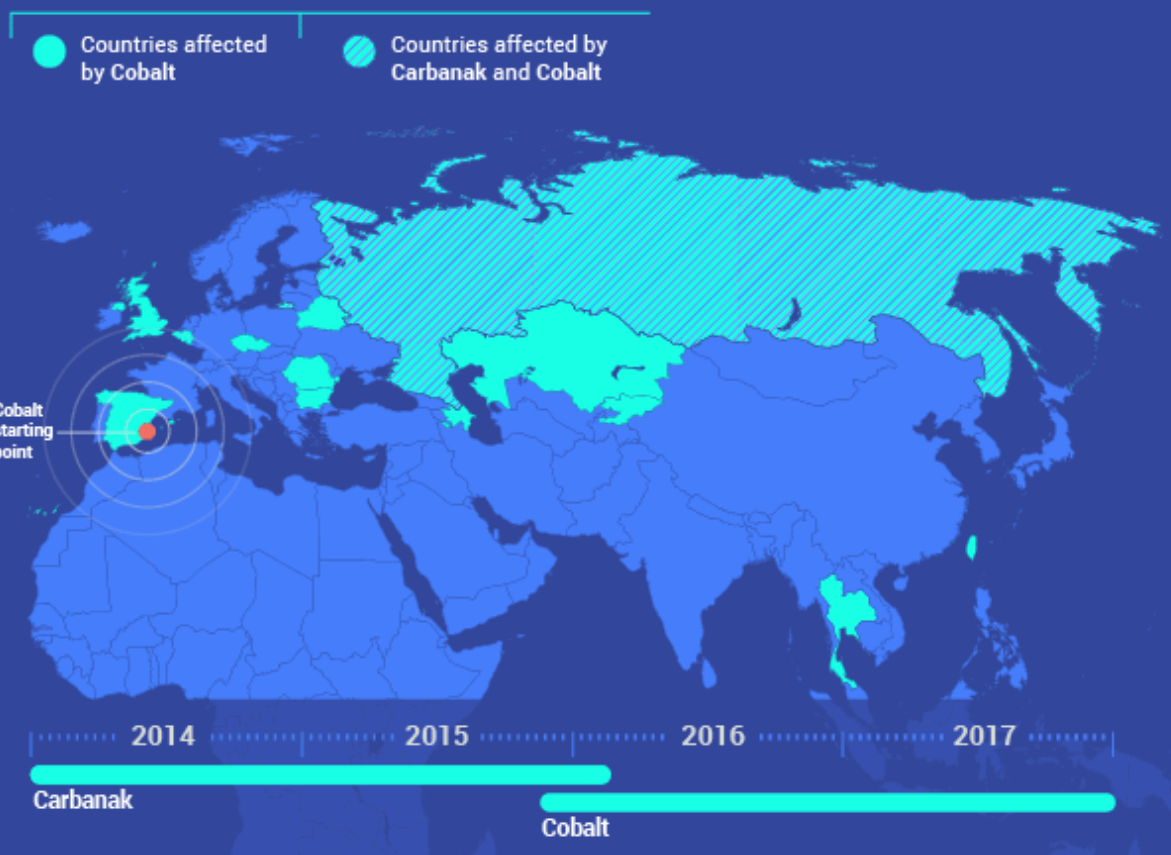 Countries affected
by Cobalt
Countries affected by
Carbanak and Cobalt
Cobalt
starting
point
2014
2015
2016
2017
Carbanak
Cobalt